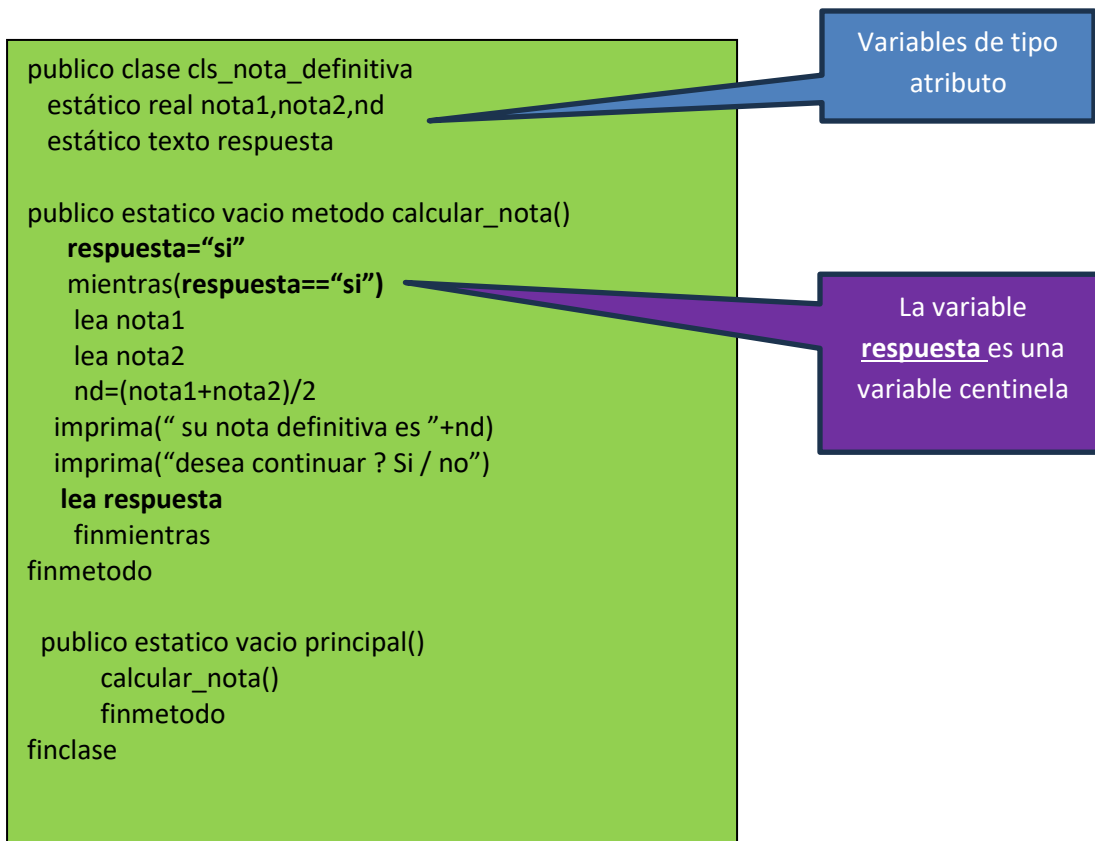 publico clase cls_nota_definitiva
estático real nota1,nota2,nd
estático texto respuesta
publico estatico vacio metodo calcular_nota()
respuesta=“si”
mientras(respuesta==“si”)
lea nota1
lea nota2
nd=(nota1+nota2)/2
imprima(“ su nota definitiva es ”+nd)
imprima(“desea continuar ? Si / no”)
lea respuesta
finmientras
finmetodo
publico estatico vacio principal()
calcular_nota()
finmetodo
finclase
Variables de tipo
atributo
La variable
respuesta es una
variable centinela